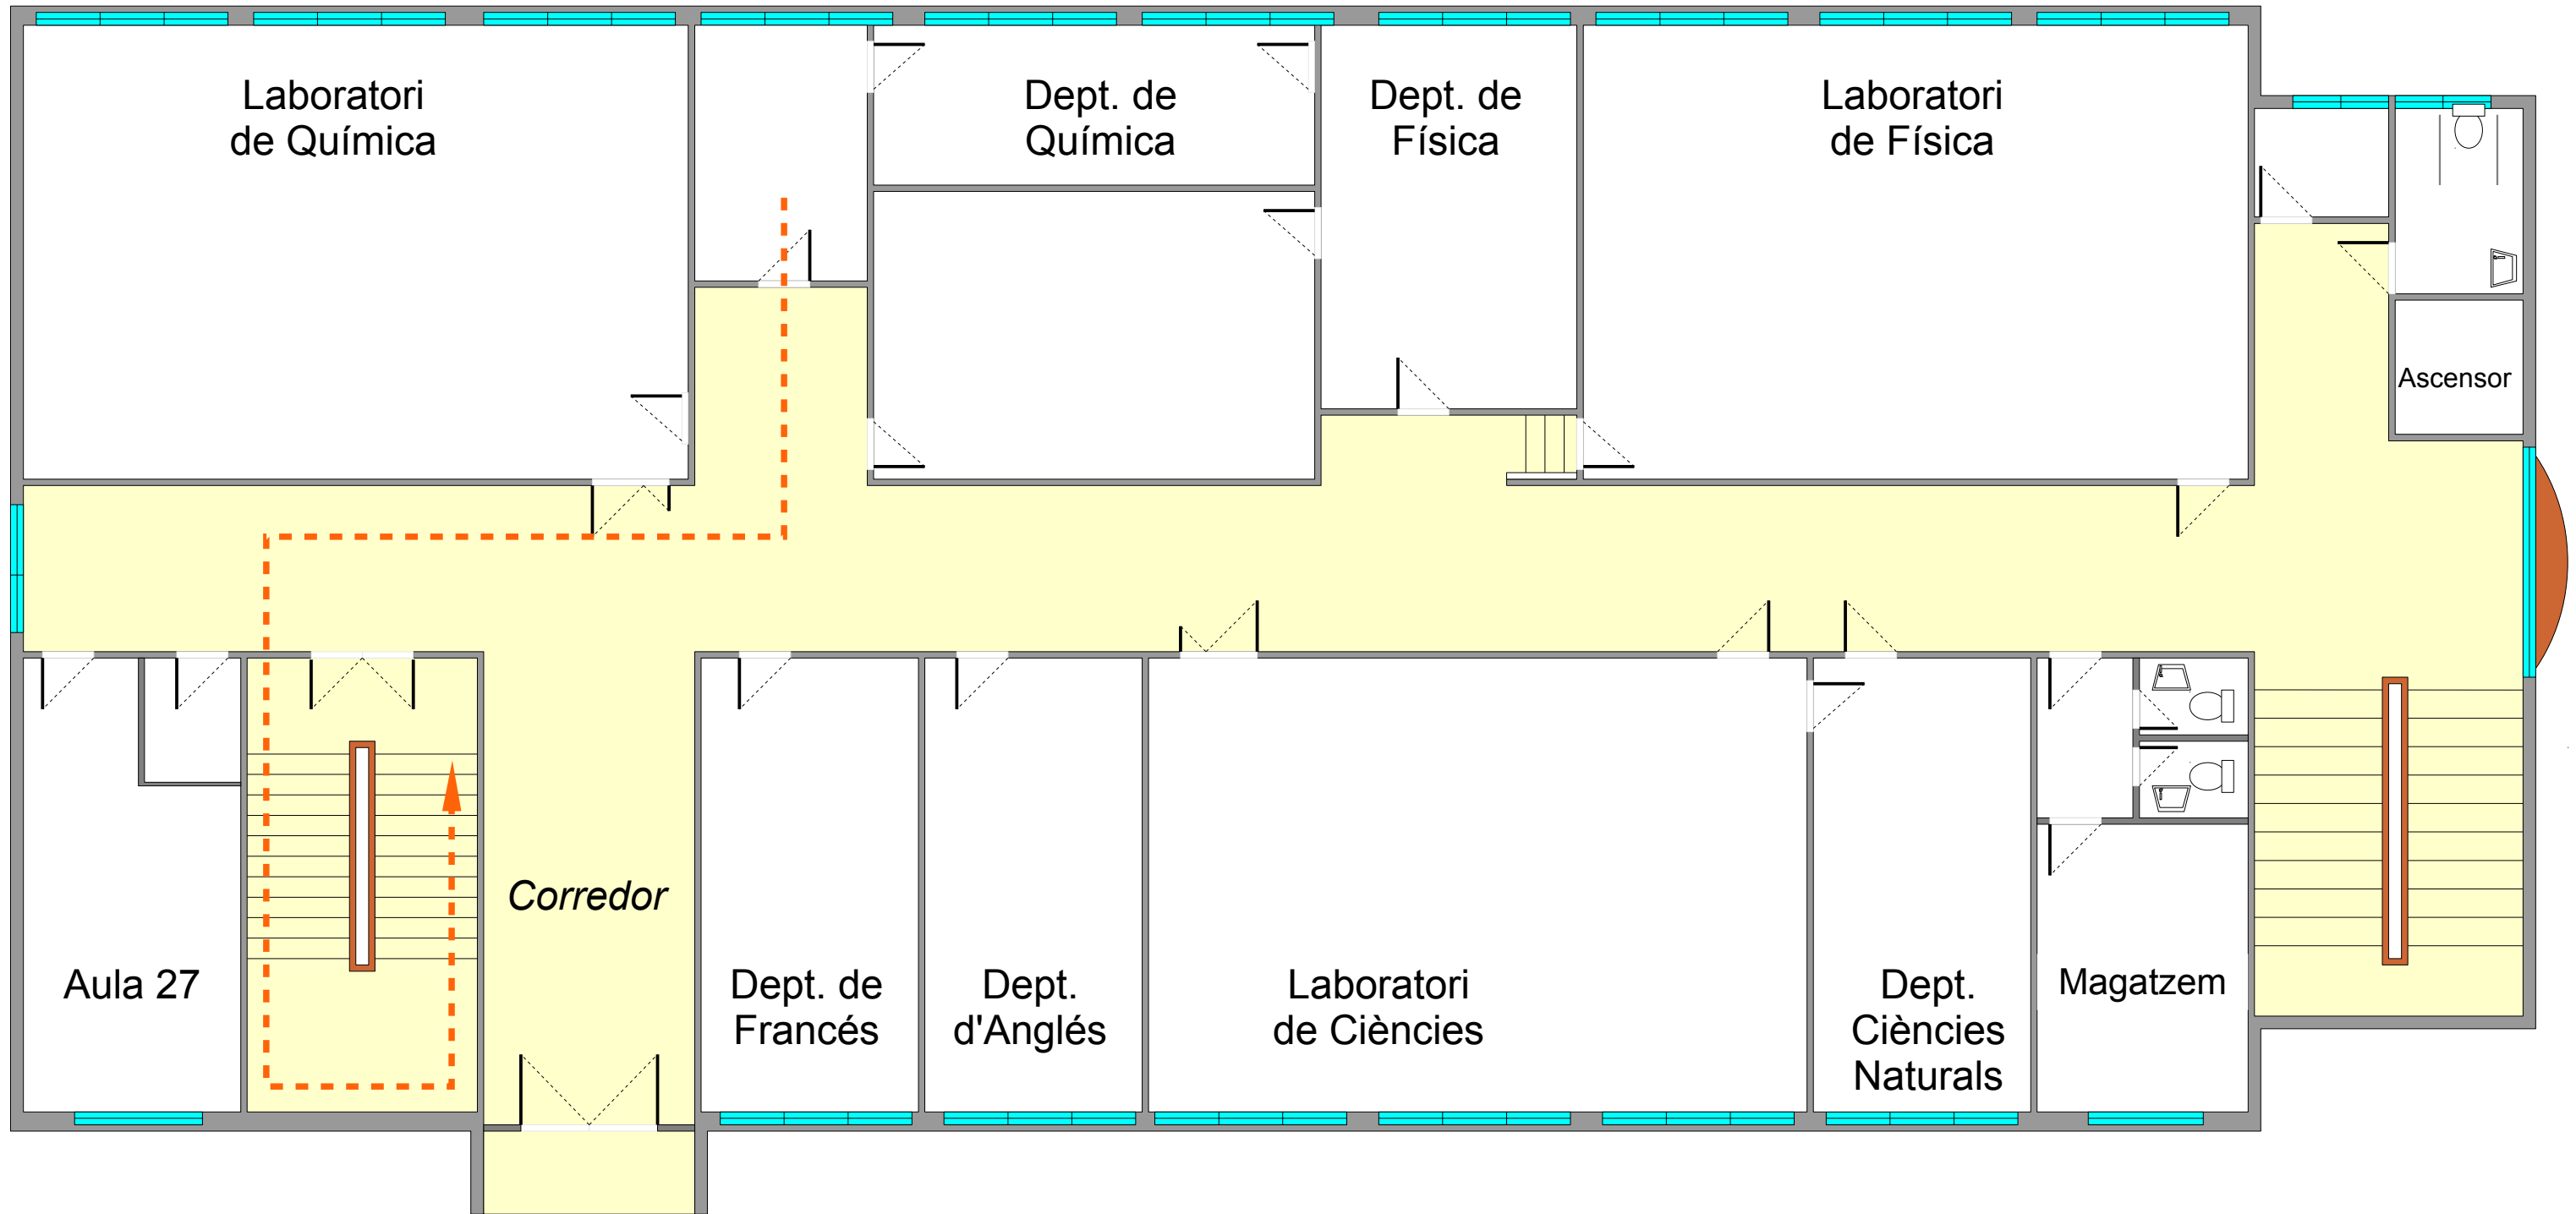 Laboratori
de Química
Dept. de
Química
Dept. de
Física
Laboratori
de Física
Ascensor
Corredor
Aula 27
Dept. de
Francés
Dept.
d'Anglés
Laboratori
de Ciències
Dept.
Ciències
Naturals
Magatzem